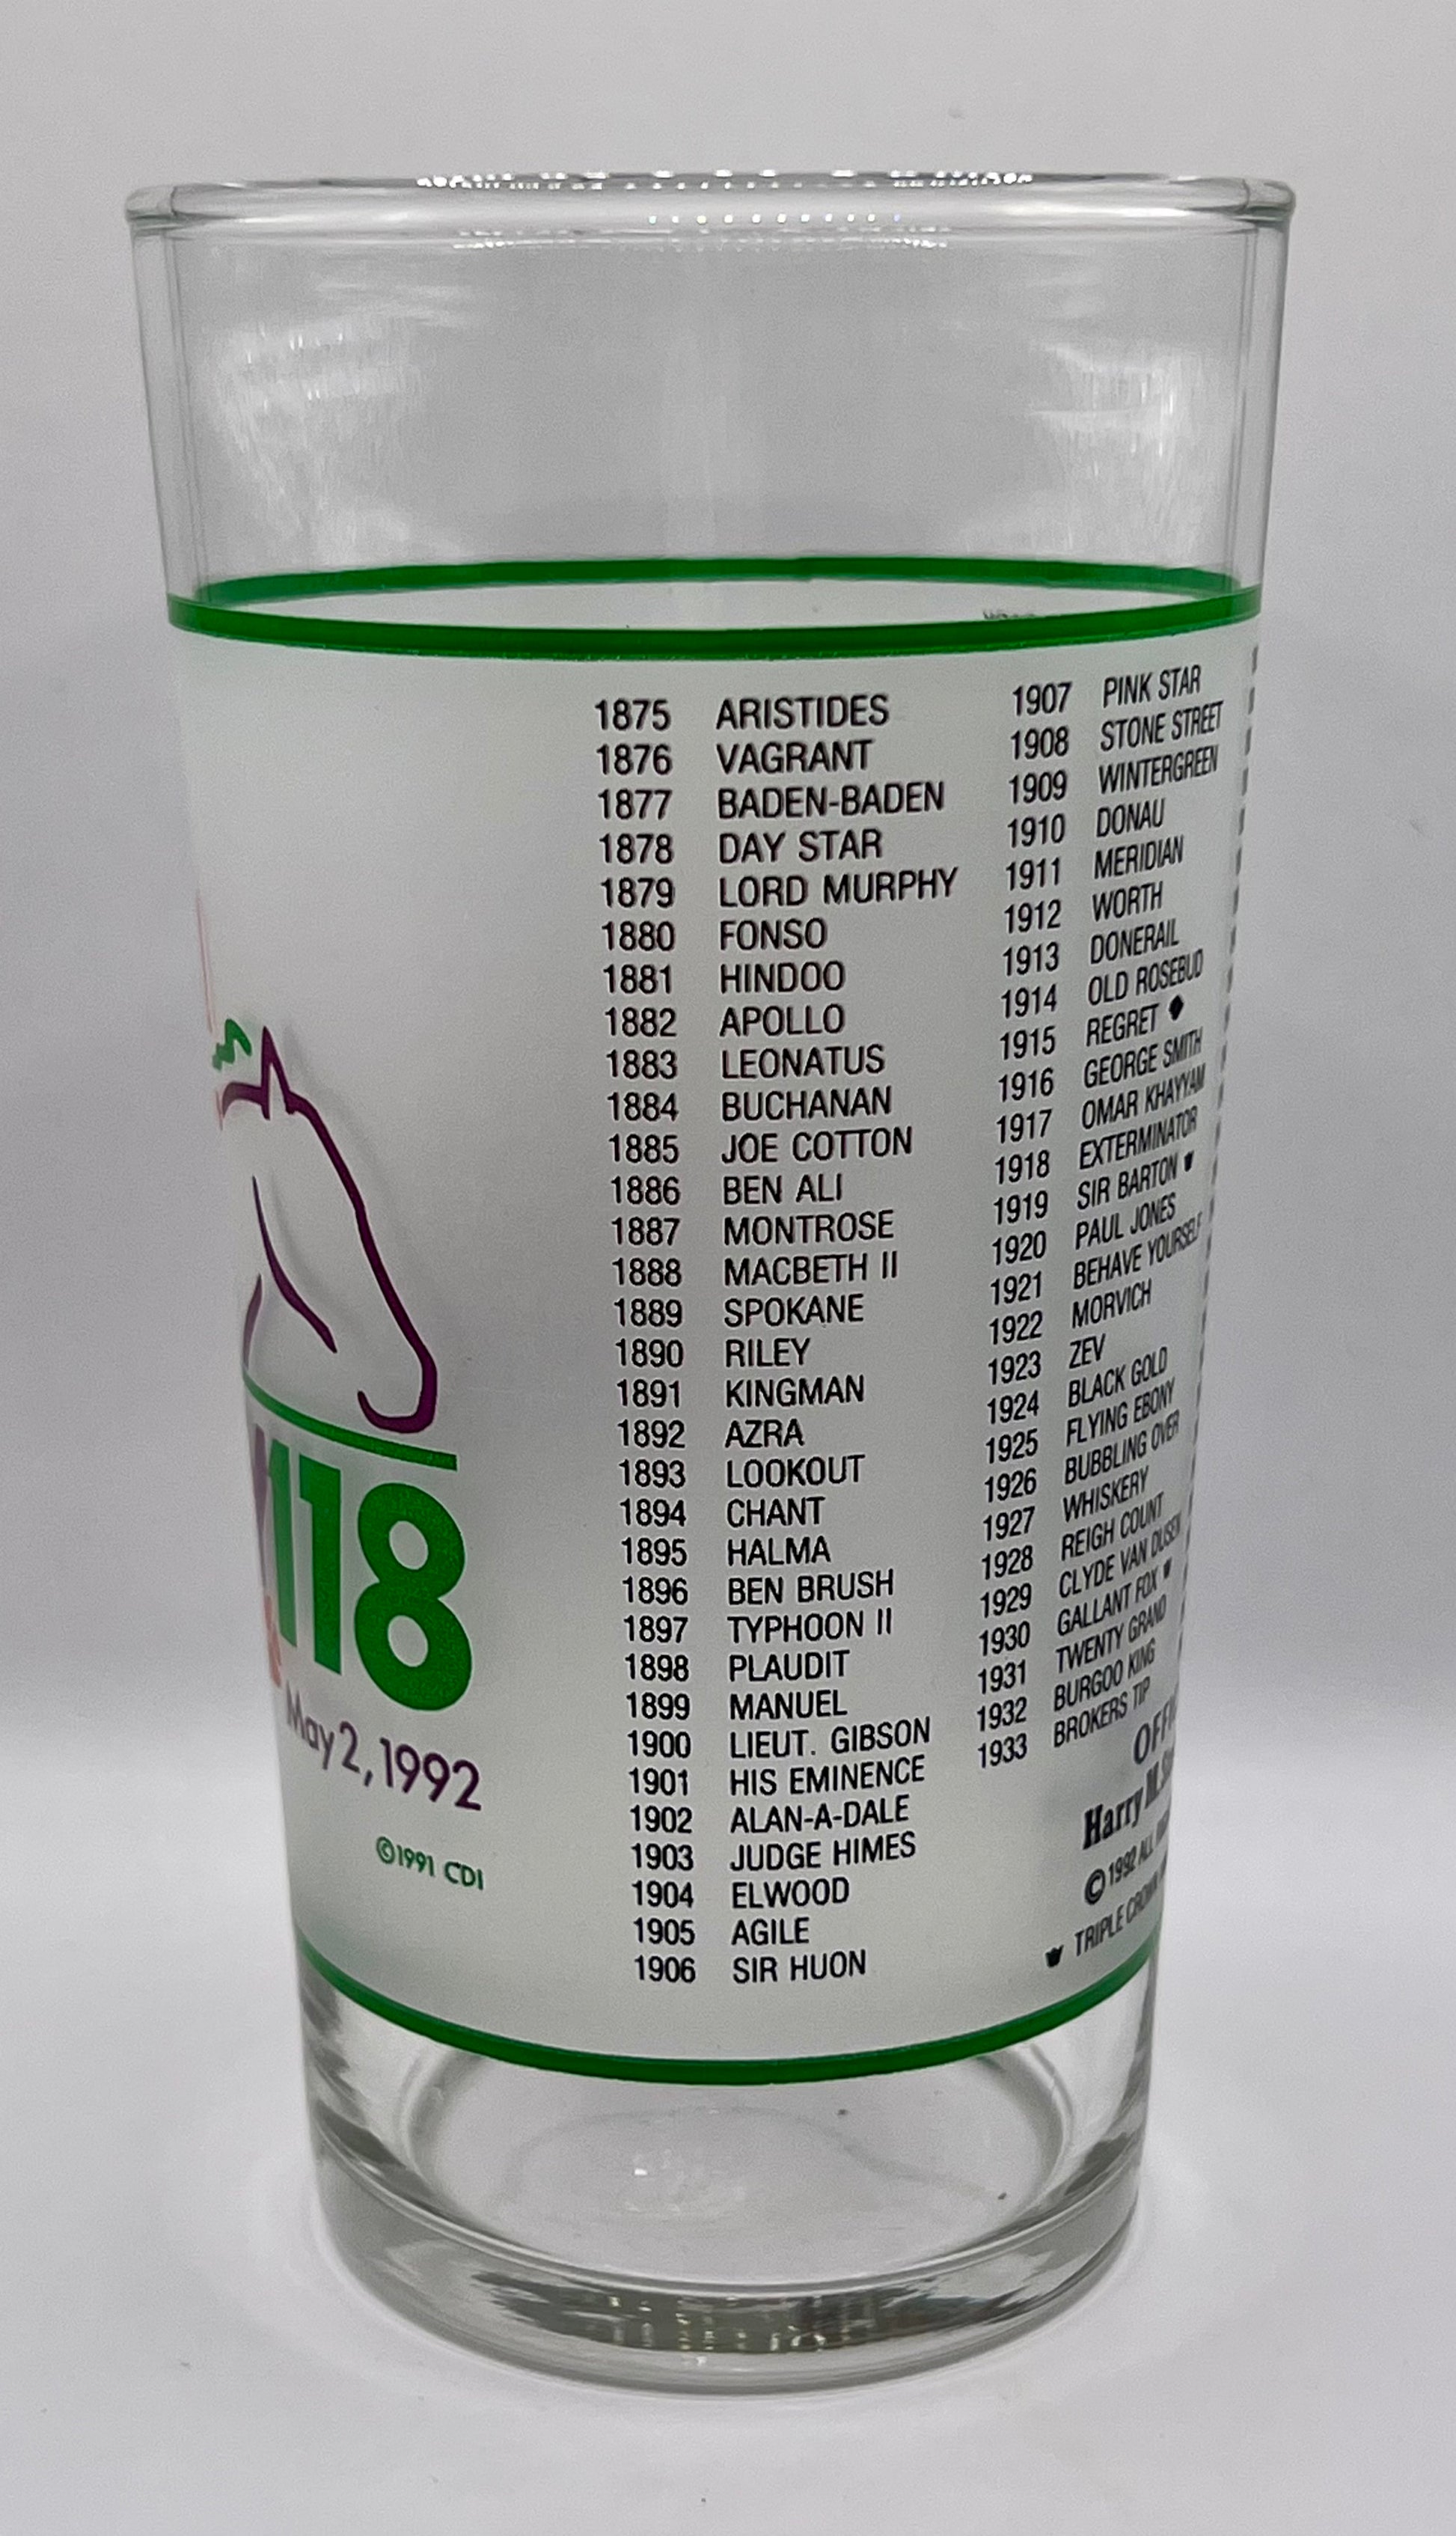 118
May 2, 1992
©1991 CDI
1875 ARISTIDES
1876 VAGRANT
1877 BADEN-BADEN
1878 DAY STAR
1879 LORD MURPHY
1880 FONSO
1881 HINDOO
1882 APOLLO
1883 LEONATUS
1884 BUCHANAN
1885 JOE COTTON
1886 BEN ALI
1887 MONTROSE
1888 MACBETH II
1889 SPOKANE
1890 RILEY
1891 KINGMAN
1892 AZRA
1893 LOOKOUT
1894 CHANT
1895 HALMA
1896 BEN BRUSH
1897 TYPHOON II
1898 PLAUDIT
1899 MANUEL
1900 LIEUT. GIBSON
1901 HIS EMINENCE
1902 ALAN-A-DALE
1903 JUDGE HIMES
1904 ELWOOD
1905 AGILE
1906 SIR HUON
1907 PINK STAR
1908 STONE STREET
1909 WINTERGREEN
1910 DONAU
1911 MERIDIAN
1912 WORTH
1913 DONERAIL
1914 OLD ROSEBUD
1915 REGRET ♦
1916 GEORGE SMITH
1917 OMAR KHAYYAM
1918 EXTERMINATOR
1919 SIR BARTON
1920 PAUL JONES
1921 BEHAVE YOURSELF
1922 MORVICH
1923 ZEV
1924 BLACK GOLD
1925 FLYING EBONY
1926 BUBBLING OVER
1927 WHISKERY
1928 REIGH COUNT
1929 CLYDE VAN DUSEN
1930 GALLANT FOX
1931 TWENTY GRAND
1932 BURGOO KING
1933 BROKERS TIP
Harry M.
©1992 ALL
TRIPLE CROWN